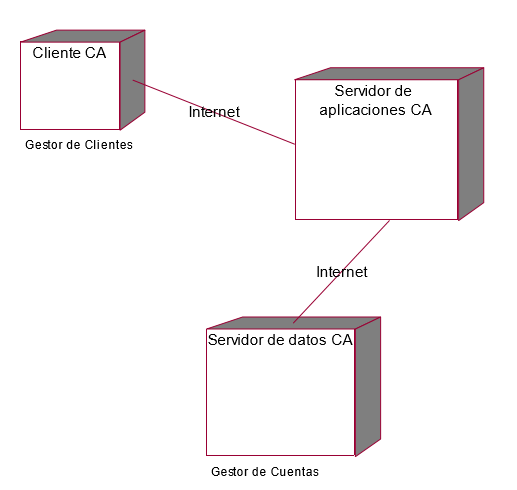 Cliente CA
Gestor de Clientes
Internet
Servidor de
aplicaciones CA
Internet
Servidor de datos CA
Gestor de Cuentas